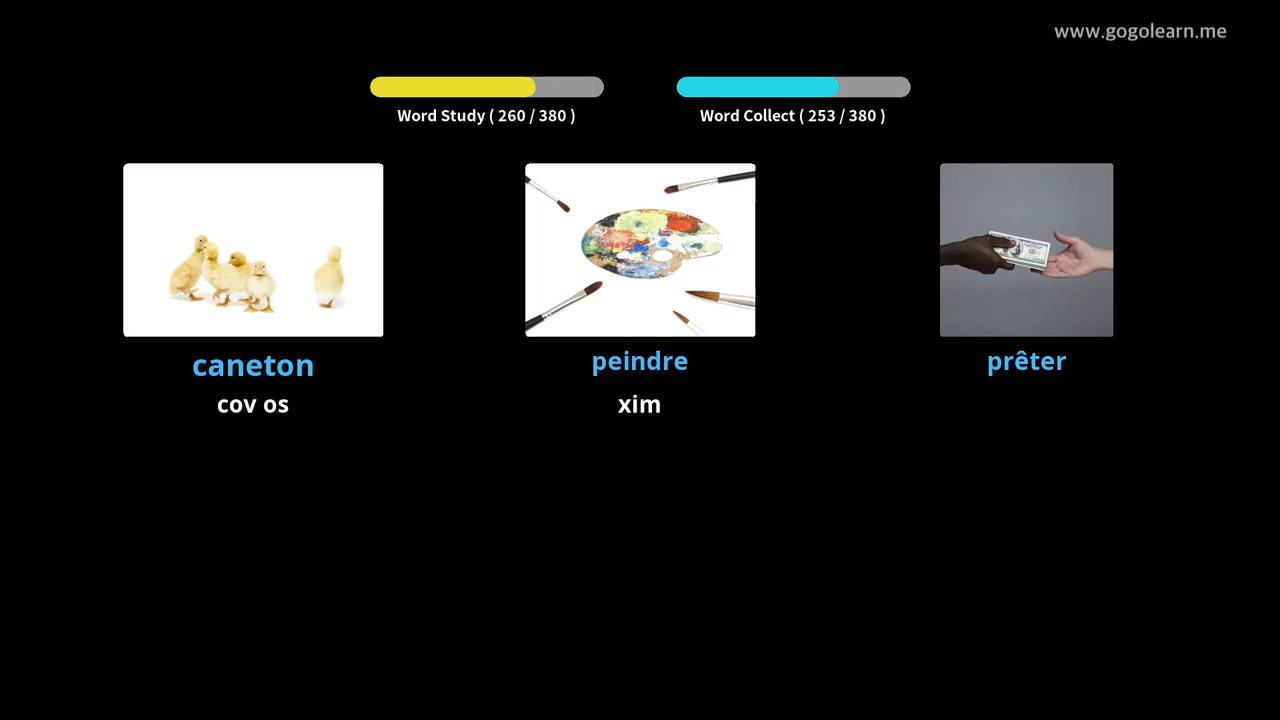 www.gogolearn.me
Word Study ( 260 / 380 )
Word Collect ( 253 / 380 )
caneton
peindre
prêter
cov os
xim